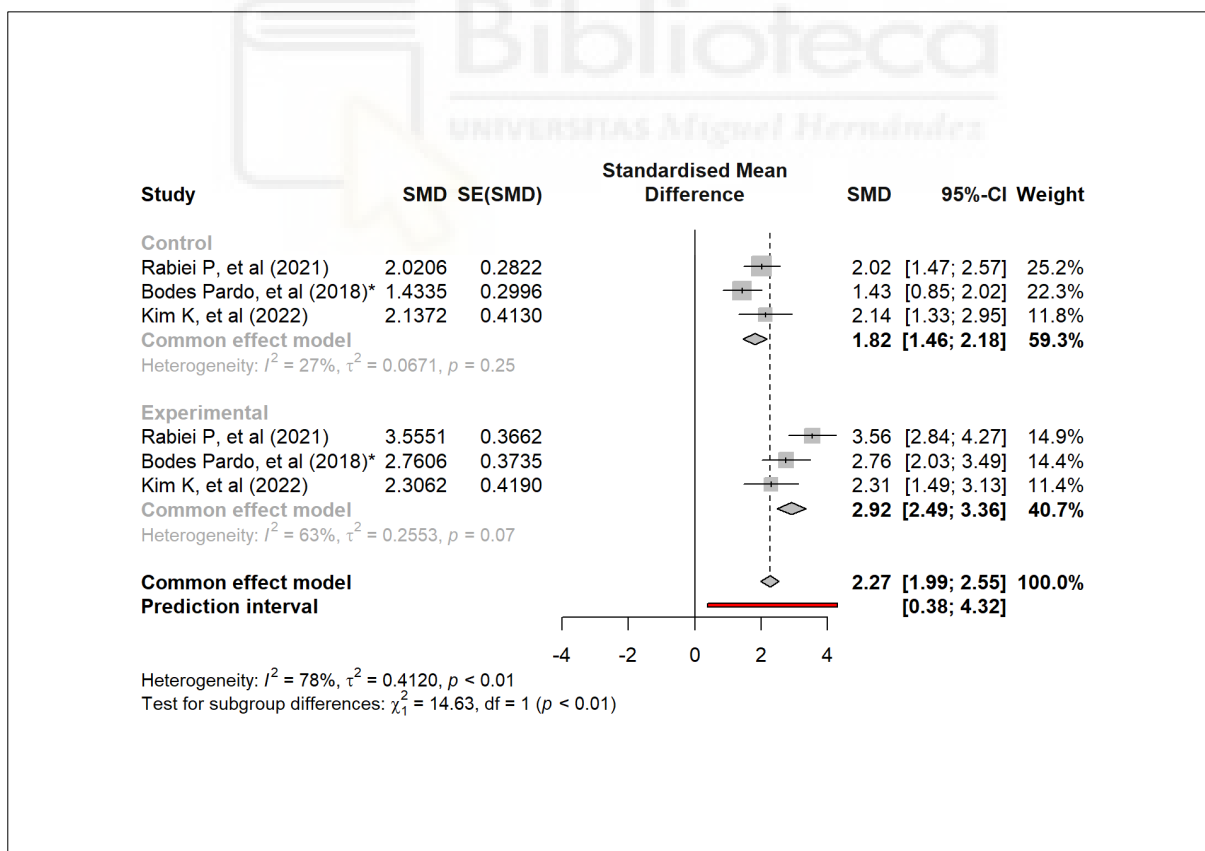 Biblioteca
UNIVERSITAS Miguel Hernández
Standardised Mean
Study SMD SE(SMD) Difference SMD 95%-CI Weight
Control
Rabiei P, et al (2021) 2.0206 0.2822 2.02 [1.47; 2.57] 25.2%
Bodes Pardo, et al (2018)* 1.4335 0.2996 1.43 [0.85; 2.02] 22.3%
Kim K, et al (2022) 2.1372 0.4130 2.14 [1.33; 2.95] 11.8%
Common effect model 1.82 [1.46; 2.18] 59.3%
Heterogeneity: I² = 27%, τ² = 0.0671, p = 0.25
Experimental
Rabiei P, et al (2021) 3.5551 0.3662 3.56 [2.84; 4.27] 14.9%
Bodes Pardo, et al (2018)* 2.7606 0.3735 2.76 [2.03; 3.49] 14.4%
Kim K, et al (2022) 2.3062 0.4190 2.31 [1.49; 3.13] 11.4%
Common effect model 2.92 [2.49; 3.36] 40.7%
Heterogeneity: I² = 63%, τ² = 0.2553, p = 0.07
Common effect model 2.27 [1.99; 2.55] 100.0%
Prediction interval [0.38; 4.32]
-4 -2 0 2 4
Heterogeneity: I² = 78%, τ² = 0.4120, p < 0.01
Test for subgroup differences: χ²₁ = 14.63, df = 1 (p < 0.01)